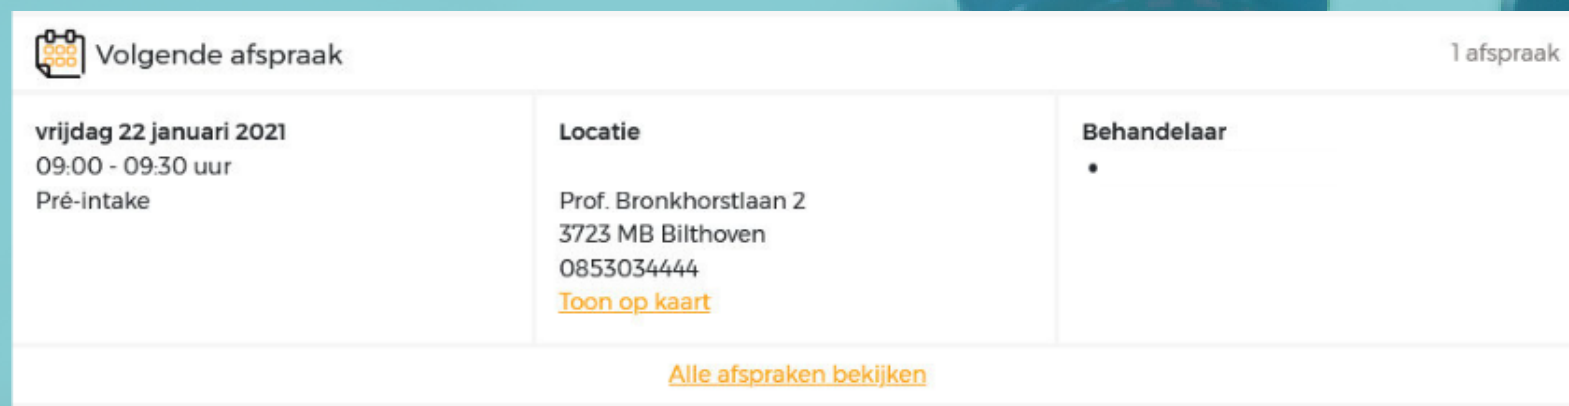 Volgende afspraak
1 afspraak
vrijdag 22 januari 2021
09:00 - 09:30 uur
Pré-intake
Locatie
Prof. Bronkhorstlaan 2
3723 MB Bilthoven
0853034444
Toon op kaart
Behandelaar
Alle afspraken bekijken